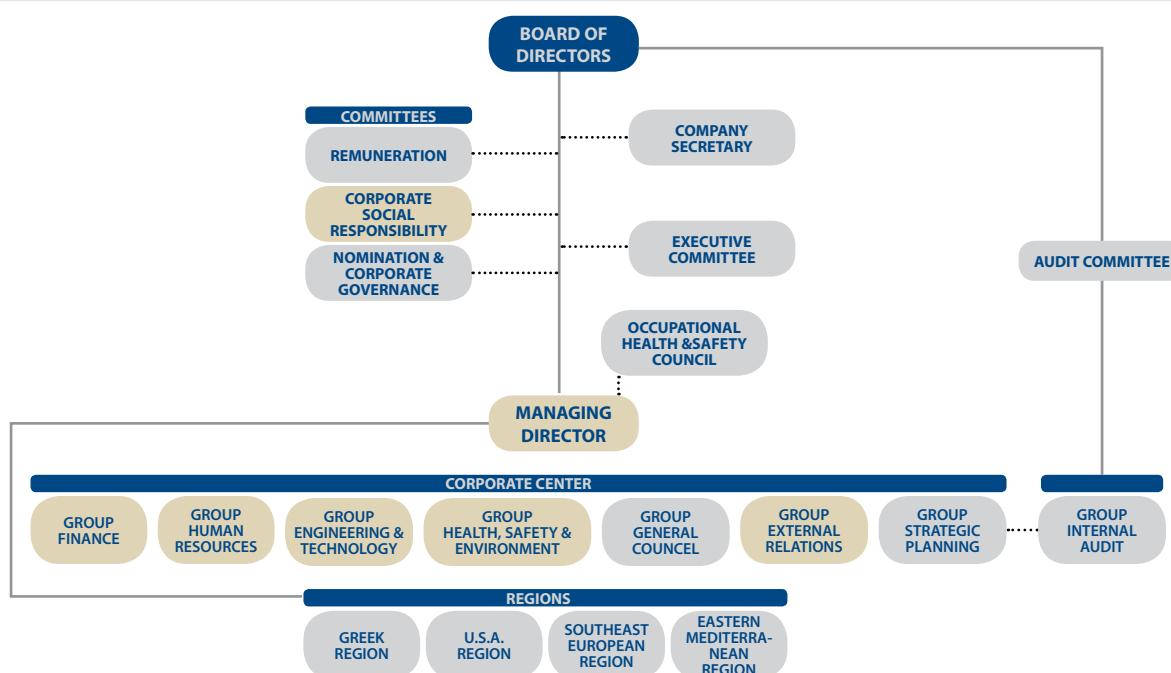 BOARD OF
DIRECTORS
COMMITTEES
REMUNERATION
CORPORATE
SOCIAL
RESPONSIBILITY
NOMINATION &
CORPORATE
GOVERNANCE
COMPANY
SECRETARY
EXECUTIVE
COMMITTEE
AUDIT COMMITTEE
OCCUPATIONAL
HEALTH &SAFETY
COUNCIL
MANAGING
DIRECTOR
CORPORATE CENTER
GROUP
FINANCE
GROUP
HUMAN
RESOURCES
GROUP
ENGINEERING &
TECHNOLOGY
GROUP
HEALTH, SAFETY &
ENVIRONMENT
GROUP
GENERAL
COUNCEL
GROUP
EXTERNAL
RELATIONS
GROUP
STRATEGIC
PLANNING
GROUP
INTERNAL
AUDIT
REGIONS
GREEK
REGION
U.S.A.
REGION
SOUTHEAST
EUROPEAN
REGION
EASTERN
MEDITERRA-
NEAN
REGION